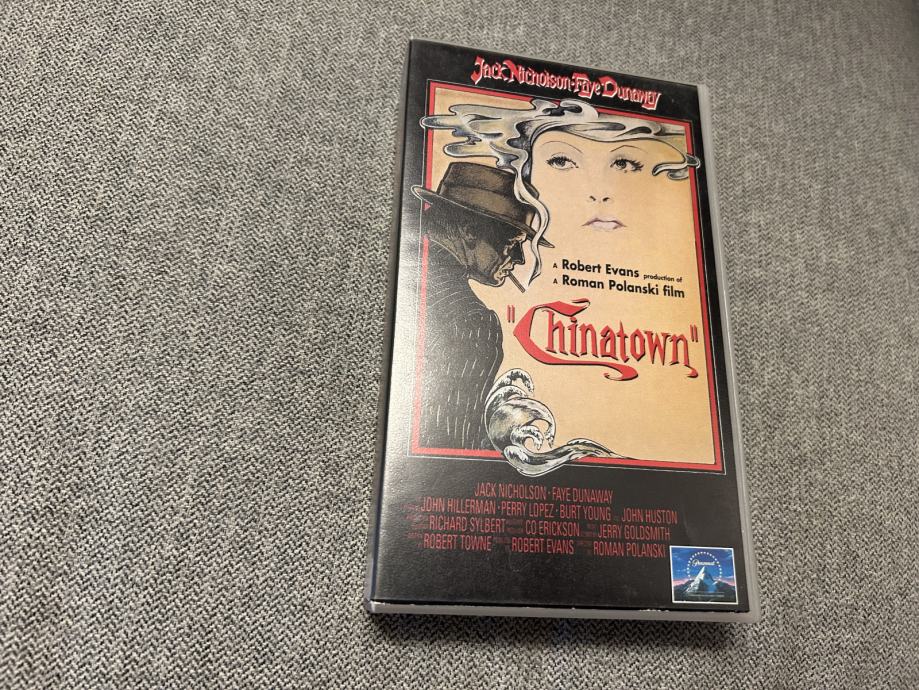 Jack Nicholson · Faye Dunaway
A Robert Evans production of
A Roman Polanski film
"Chinatown"
JACK NICHOLSON · FAYE DUNAWAY
JOHN HILLERMAN · PERRY LOPEZ · BURT YOUNG JOHN HUSTON
RICHARD SYLBERT CO ERICKSON JERRY GOLDSMITH
ROBERT TOWNE ROBERT EVANS ROMAN POLANSKI
Paramount